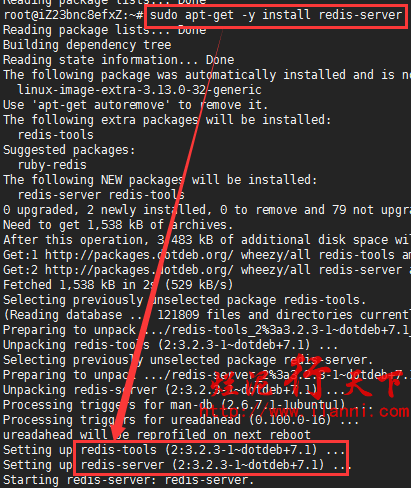 Reading package lists... Done
root@iZ23bnc8efxZ:~# sudo apt-get -y install redis-server
Reading package lists... Done
Building dependency tree
Reading state information... Done
The following package was automatically installed and is no
linux-image-extra-3.13.0-32-generic
Use 'apt-get autoremove' to remove it.
The following extra packages will be installed:
redis-tools
Suggested packages:
ruby-redis
The following NEW packages will be installed:
redis-server redis-tools
0 upgraded, 2 newly installed, 0 to remove and 79 not upgra
Need to get 1,538 kB of archives.
After this operation, 3,483 kB of additional disk space wil
Get:1 http://packages.dotdeb.org/ wheezy/all redis-tools am
Get:2 http://packages.dotdeb.org/ wheezy/all redis-server a
Fetched 1,538 kB in 2s (529 kB/s)
Selecting previously unselected package redis-tools.
(Reading database ... 121809 files and directories currentl
Preparing to unpack .../redis-tools_2%3a3.2.3-1~dotdeb+7.1_
Unpacking redis-tools (2:3.2.3-1~dotdeb+7.1) ...
Selecting previously unselected package redis-server.
Preparing to unpack .../redis-server_2%3a3.2.3-1~dotdeb+7.1
Unpacking redis-server (2:3.2.3-1~dotdeb+7.1) ...
Processing triggers for man-db (2.6.7.1-1ubuntu1) ...
Processing triggers for ureadahead (0.100.0-16) ...
ureadahead will be reprofiled on next reboot
Setting up redis-tools (2:3.2.3-1~dotdeb+7.1) ...
Setting up redis-server (2:3.2.3-1~dotdeb+7.1) ...
Starting redis-server: redis-server.
行天下